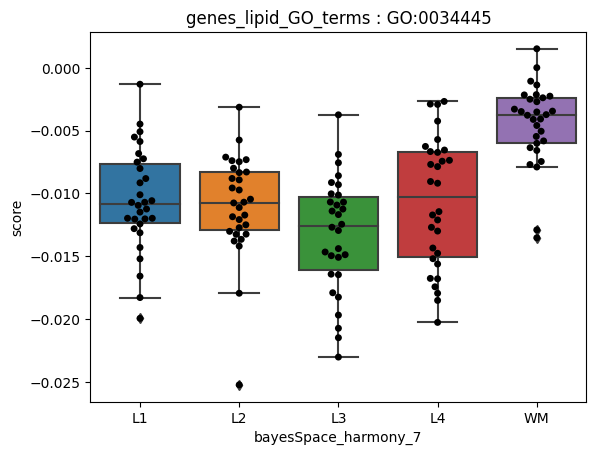 genes_lipid_GO_terms : GO:0034445
score
0.000
−0.005
−0.010
−0.015
−0.020
−0.025
L1 L2 L3 L4 WM
bayesSpace_harmony_7